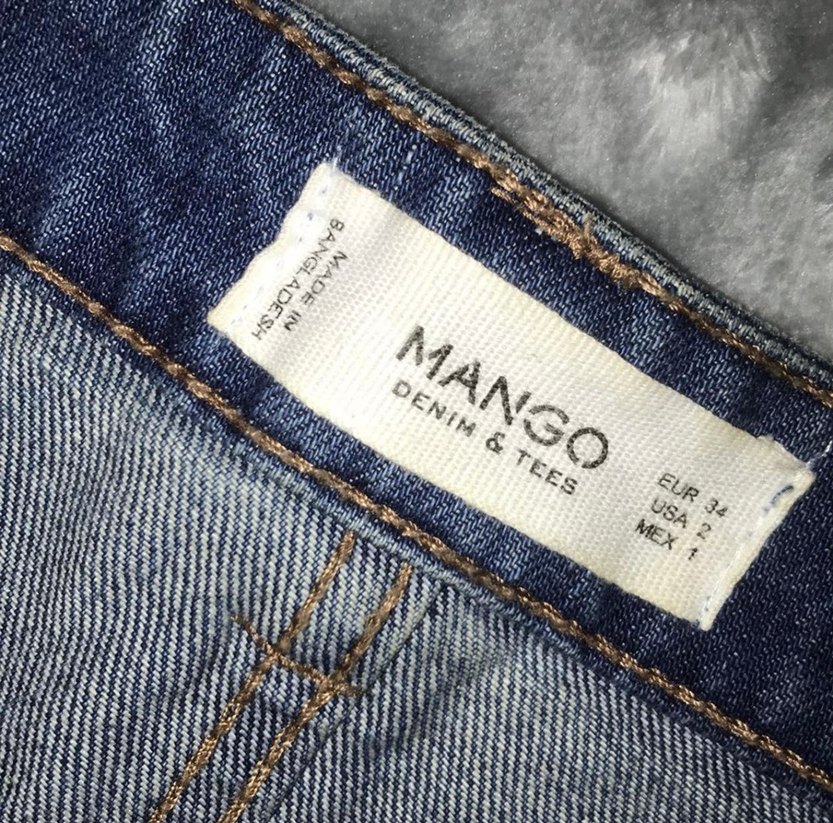 MADE IN
BANGLADESH
MANGO
DENIM & TEES
EUR 34
USA 2
MEX 1